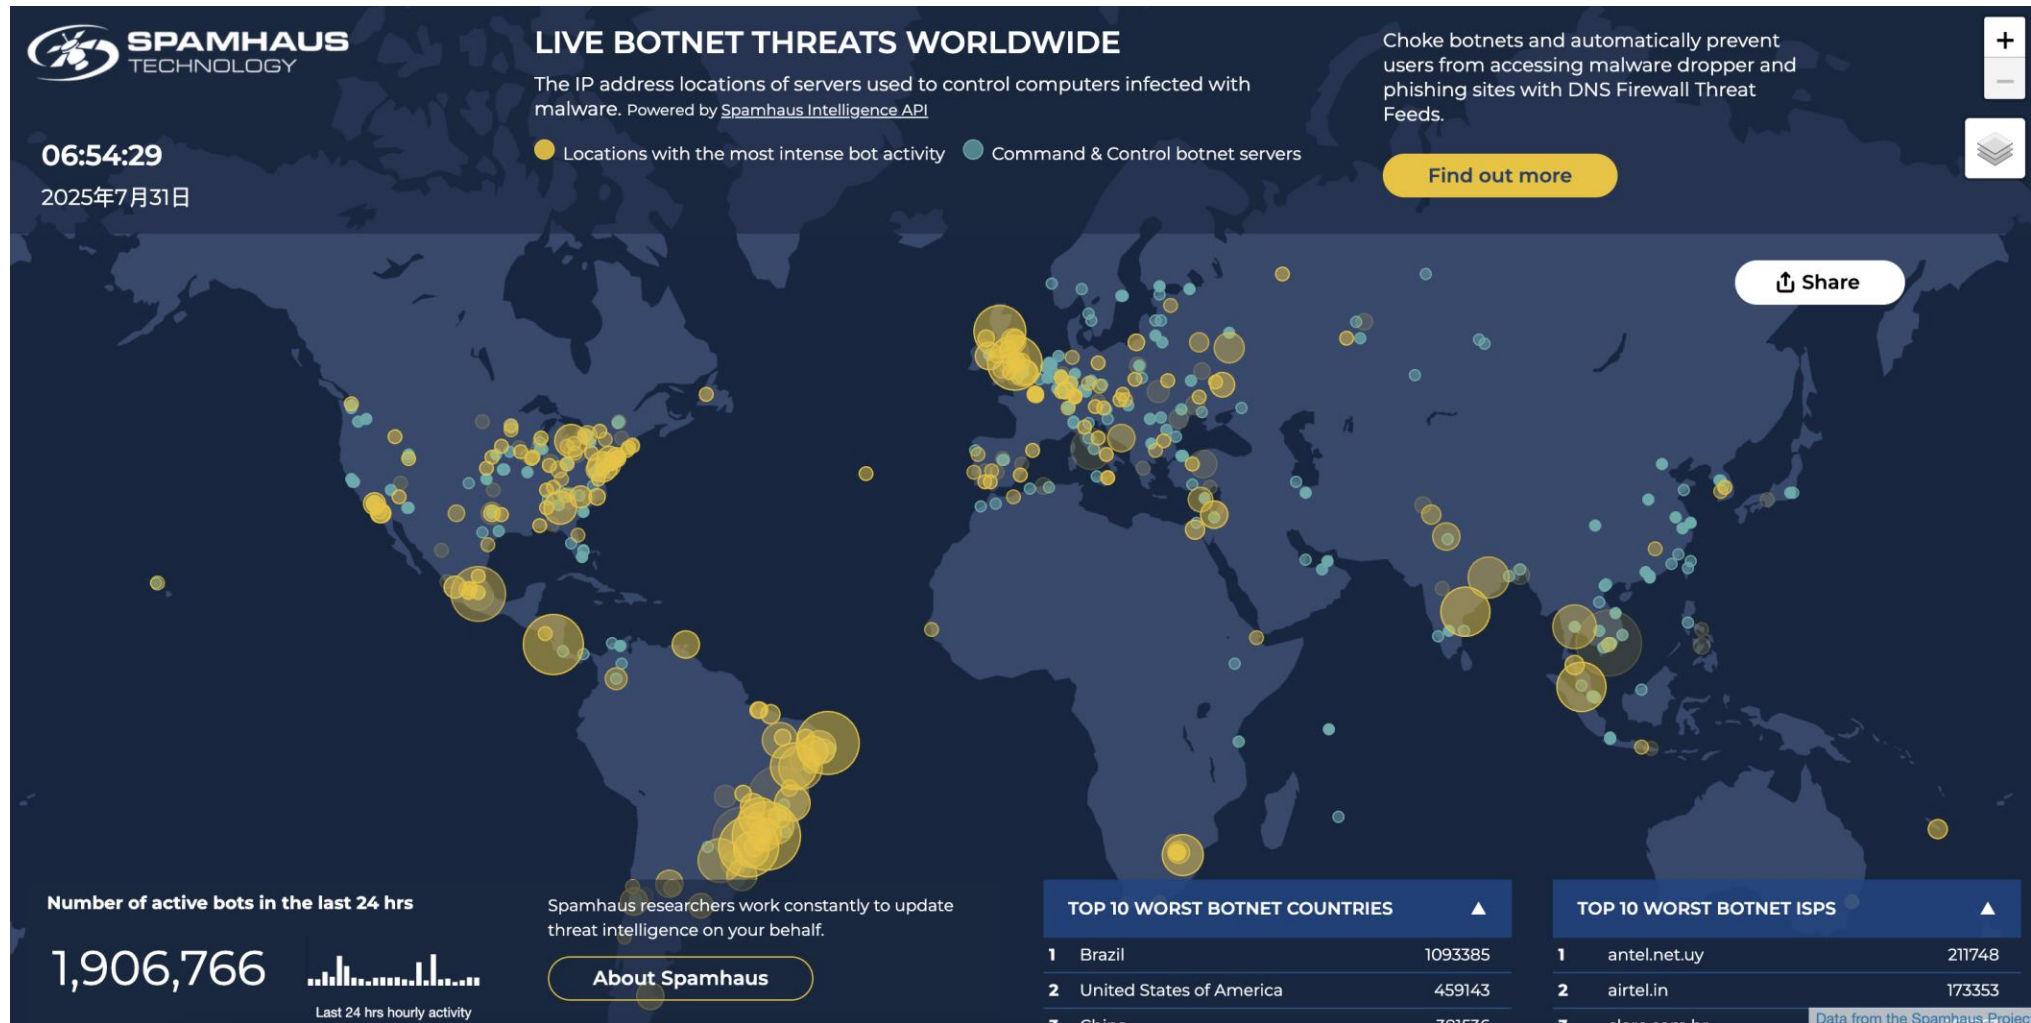 SPAMHAUS
TECHNOLOGY
06:54:29
2025年7月31日
LIVE BOTNET THREATS WORLDWIDE
The IP address locations of servers used to control computers infected with
malware. Powered by Spamhaus Intelligence API
Locations with the most intense bot activity
Command & Control botnet servers
Choke botnets and automatically prevent
users from accessing malware dropper and
phishing sites with DNS Firewall Threat
Feeds.
Find out more
+
−
Share
Number of active bots in the last 24 hrs
1,906,766
Last 24 hrs hourly activity
Spamhaus researchers work constantly to update
threat intelligence on your behalf.
About Spamhaus
TOP 10 WORST BOTNET COUNTRIES ▲
1 Brazil 1093385
2 United States of America 459143
TOP 10 WORST BOTNET ISPS ▲
1 antel.net.uy 211748
2 airtel.in 173353
Data from the Spamhaus Project